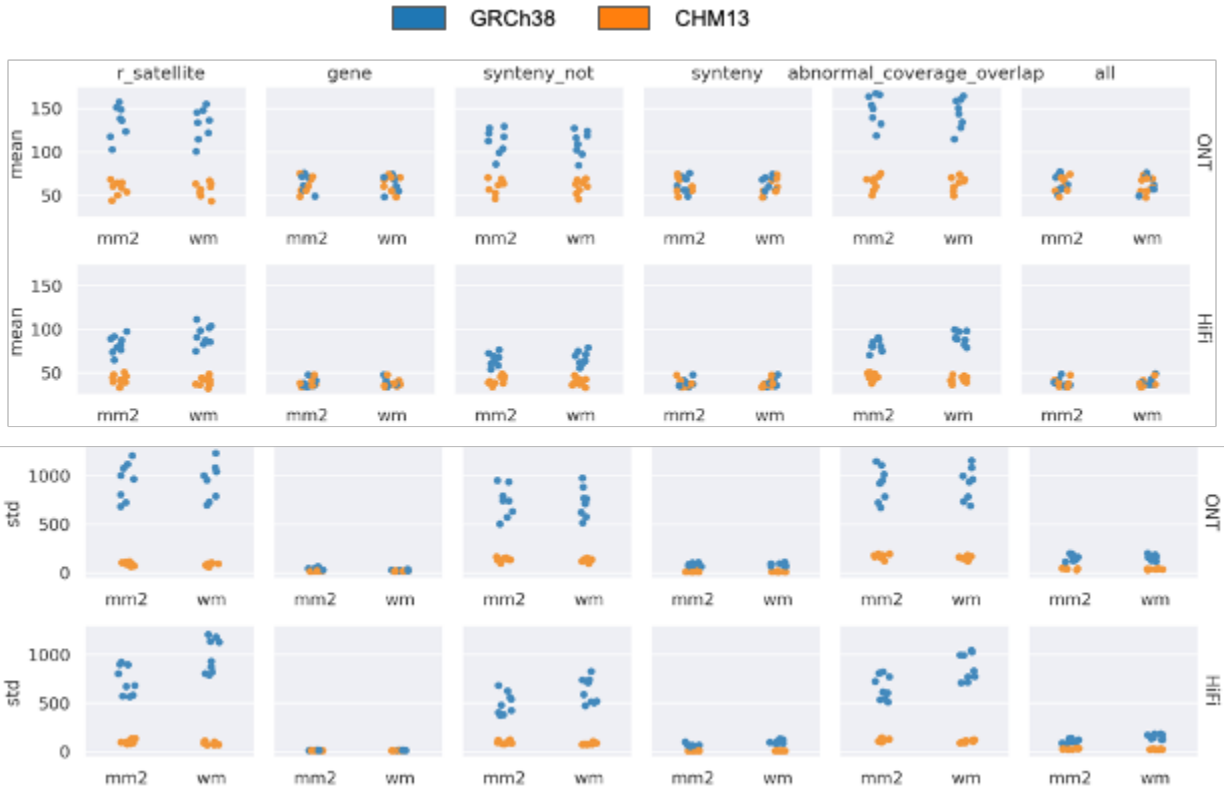 GRCh38 CHM13
r_satellite gene synteny_not synteny abnormal_coverage_overlap all
150
100
50
mean
ONT
mm2 wm mm2 wm mm2 wm mm2 wm mm2 wm mm2 wm
150
100
50
mean
HiFi
mm2 wm mm2 wm mm2 wm mm2 wm mm2 wm mm2 wm
1000
500
0
std
ONT
mm2 wm mm2 wm mm2 wm mm2 wm mm2 wm mm2 wm
1000
500
0
std
HiFi
mm2 wm mm2 wm mm2 wm mm2 wm mm2 wm mm2 wm